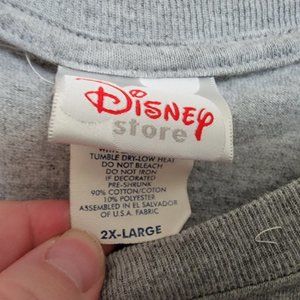 Disney
store
TUMBLE DRY-LOW HEAT
DO NOT BLEACH
DO NOT IRON
IF DECORATED
PRE-SHRUNK
90% COTTON/COTON
10% POLYESTER
ASSEMBLED IN EL SALVADOR
OF U.S.A. FABRIC
2X-LARGE